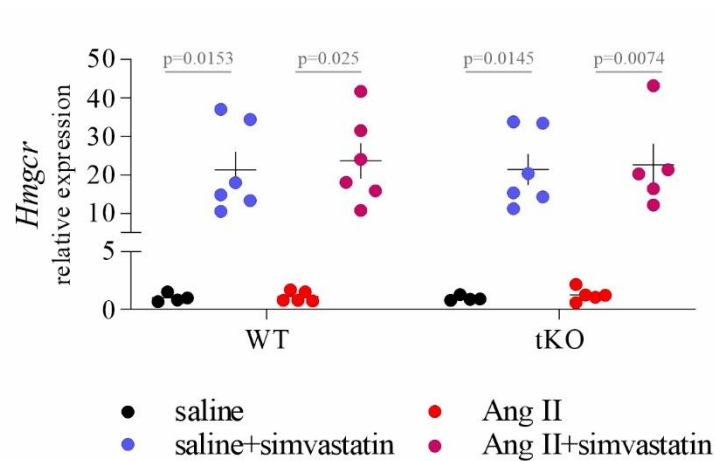 p=0.0153 p=0.025 p=0.0145 p=0.0074
50
40
30
20
10
5
0
Hmgcr
relative expression
WT tKO
saline Ang II
saline+simvastatin Ang II+simvastatin